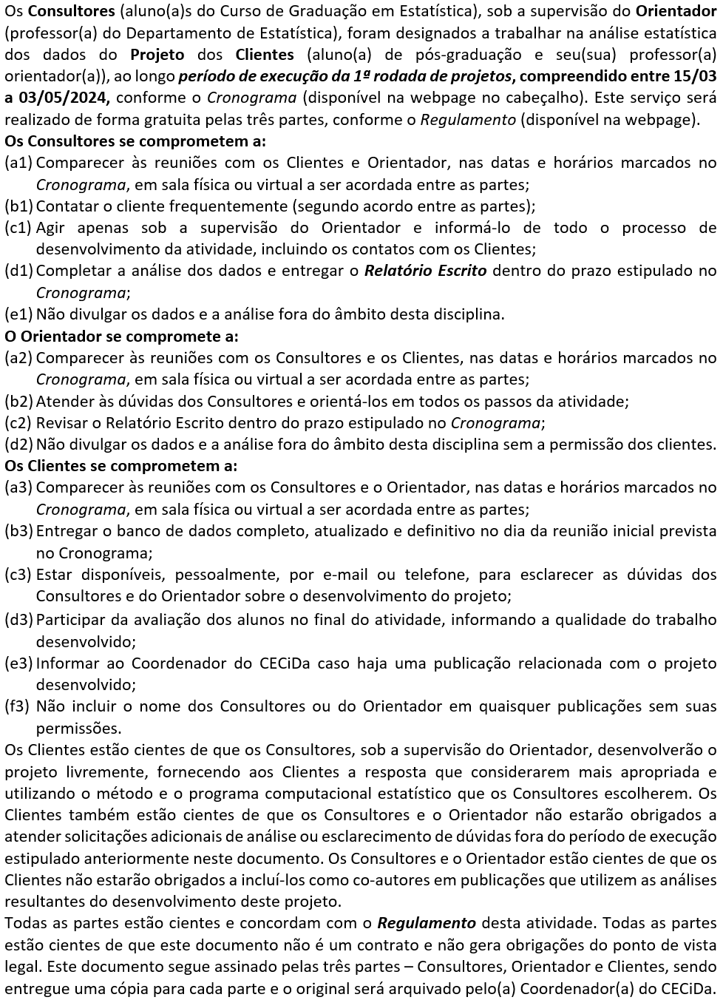 Os Consultores (aluno(a)s do Curso de Graduação em Estatística), sob a supervisão do Orientador
(professor(a) do Departamento de Estatística), foram designados a trabalhar na análise estatística
dos dados do Projeto dos Clientes (aluno(a) de pós-graduação e seu(sua) professor(a)
orientador(a)), ao longo período de execução da 1ª rodada de projetos, compreendido entre 15/03
a 03/05/2024, conforme o Cronograma (disponível na webpage no cabeçalho). Este serviço será
realizado de forma gratuita pelas três partes, conforme o Regulamento (disponível na webpage).
Os Consultores se comprometem a:
(a1) Comparecer às reuniões com os Clientes e Orientador, nas datas e horários marcados no
Cronograma, em sala física ou virtual a ser acordada entre as partes;
(b1) Contatar o cliente frequentemente (segundo acordo entre as partes);
(c1) Agir apenas sob a supervisão do Orientador e informá-lo de todo o processo de
desenvolvimento da atividade, incluindo os contatos com os Clientes;
(d1) Completar a análise dos dados e entregar o Relatório Escrito dentro do prazo estipulado no
Cronograma;
(e1) Não divulgar os dados e a análise fora do âmbito desta disciplina.
O Orientador se compromete a:
(a2) Comparecer às reuniões com os Consultores e os Clientes, nas datas e horários marcados no
Cronograma, em sala física ou virtual a ser acordada entre as partes;
(b2) Atender às dúvidas dos Consultores e orientá-los em todos os passos da atividade;
(c2) Revisar o Relatório Escrito dentro do prazo estipulado no Cronograma;
(d2) Não divulgar os dados e a análise fora do âmbito desta disciplina sem a permissão dos clientes.
Os Clientes se comprometem a:
(a3) Comparecer às reuniões com os Consultores e o Orientador, nas datas e horários marcados no
Cronograma, em sala física ou virtual a ser acordada entre as partes;
(b3) Entregar o banco de dados completo, atualizado e definitivo no dia da reunião inicial prevista
no Cronograma;
(c3) Estar disponíveis, pessoalmente, por e-mail ou telefone, para esclarecer as dúvidas dos
Consultores e do Orientador sobre o desenvolvimento do projeto;
(d3) Participar da avaliação dos alunos no final do atividade, informando a qualidade do trabalho
desenvolvido;
(e3) Informar ao Coordenador do CECiDa caso haja uma publicação relacionada com o projeto
desenvolvido;
(f3) Não incluir o nome dos Consultores ou do Orientador em quaisquer publicações sem suas
permissões.
Os Clientes estão cientes de que os Consultores, sob a supervisão do Orientador, desenvolverão o
projeto livremente, fornecendo aos Clientes a resposta que considerarem mais apropriada e
utilizando o método e o programa computacional estatístico que os Consultores escolherem. Os
Clientes também estão cientes de que os Consultores e o Orientador não estarão obrigados a
atender solicitações adicionais de análise ou esclarecimento de dúvidas fora do período de execução
estipulado anteriormente neste documento. Os Consultores e o Orientador estão cientes de que os
Clientes não estarão obrigados a incluí-los como co-autores em publicações que utilizem as análises
resultantes do desenvolvimento deste projeto.
Todas as partes estão cientes e concordam com o Regulamento desta atividade. Todas as partes
estão cientes de que este documento não é um contrato e não gera obrigações do ponto de vista
legal. Este documento segue assinado pelas três partes – Consultores, Orientador e Clientes, sendo
entregue uma cópia para cada parte e o original será arquivado pelo(a) Coordenador(a) do CECiDa.